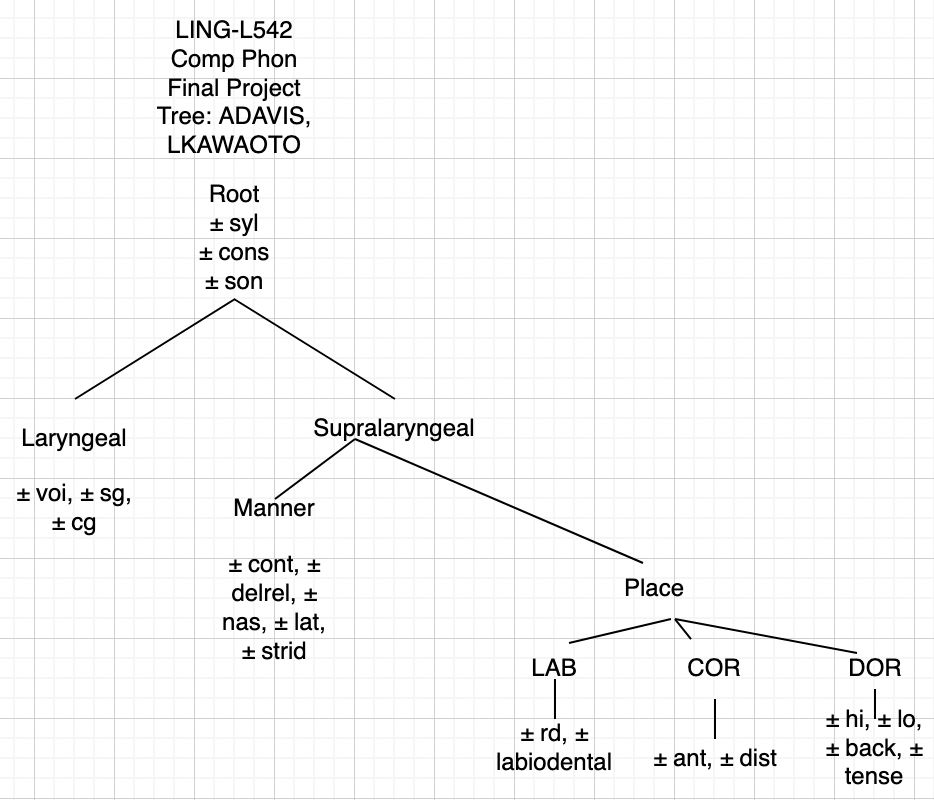 LING-L542
Comp Phon
Final Project
Tree: ADAVIS,
LKAWAOTO
Root
± syl
± cons
± son
Laryngeal
± voi, ± sg,
± cg
Supralaryngeal
Manner
± cont, ±
delrel, ±
nas, ± lat,
± strid
Place
LAB
± rd, ±
labiodental
COR
± ant, ± dist
DOR
± hi, ± lo,
± back, ±
tense